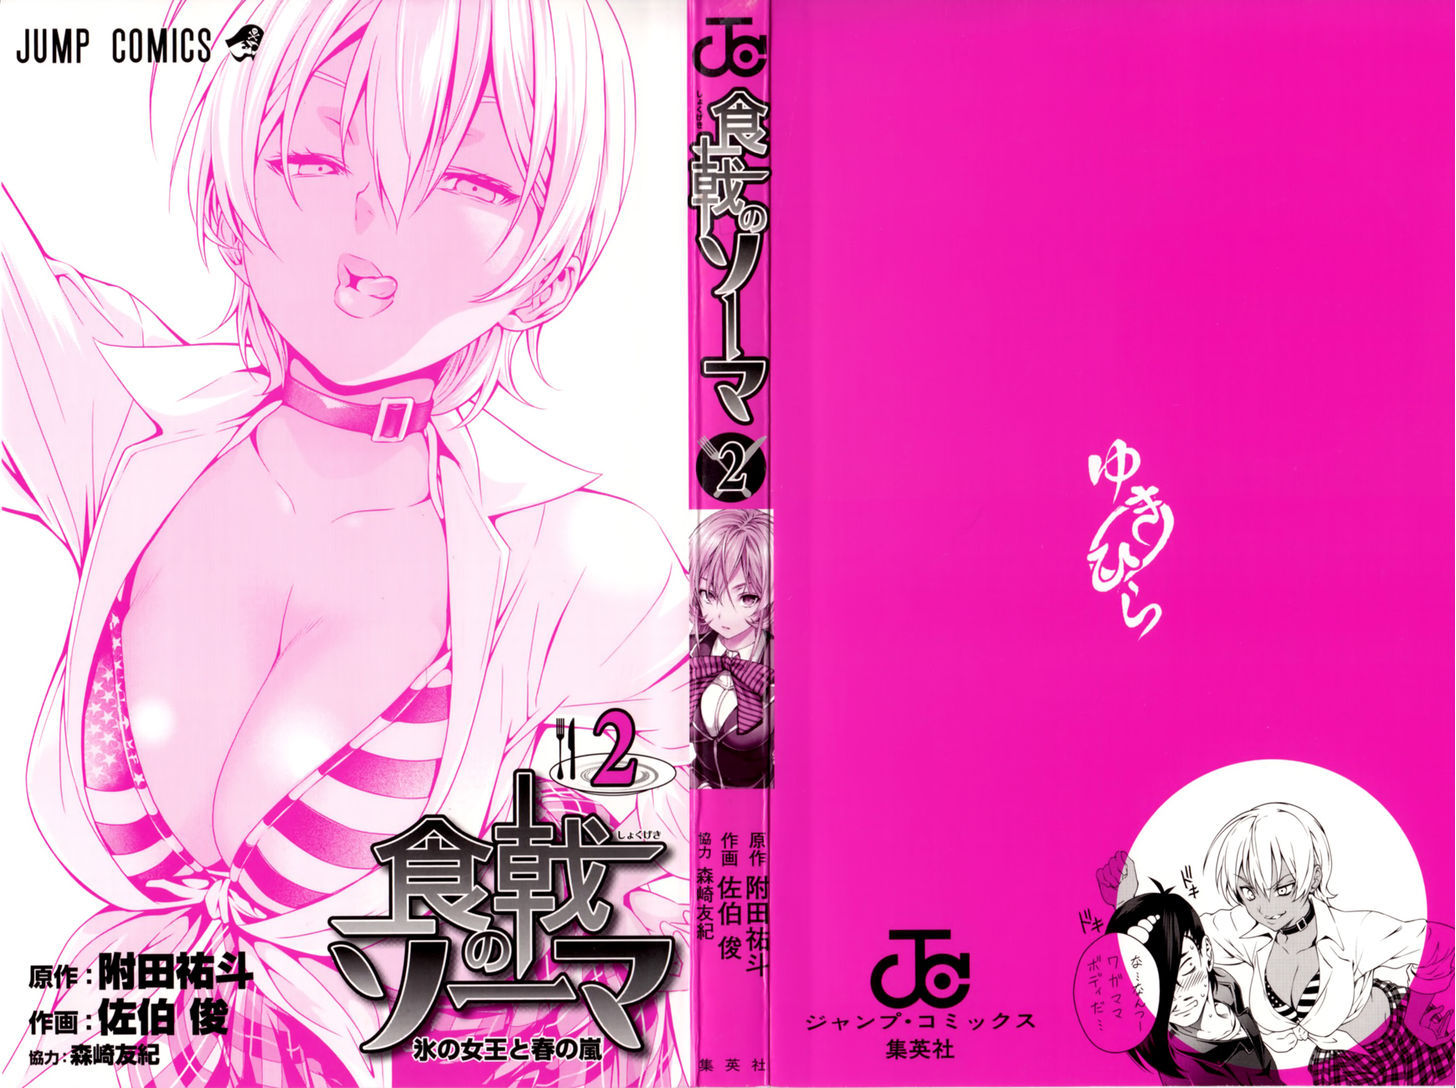 JUMP COMICS
2
しょくげき
食戟の
ソーマ
氷の女王と春の嵐
原作：附田祐斗
作画：佐伯 俊
協力：森崎友紀
JC
しょくげき
食戟のソーマ
2
原作 附田祐斗
作画 佐伯 俊
協力 森崎友紀
集英社
ゆきひら
ドキ
ドキ
な…なんつー
ワガママ
ボディだ…
JC
ジャンプ・コミックス
集英社